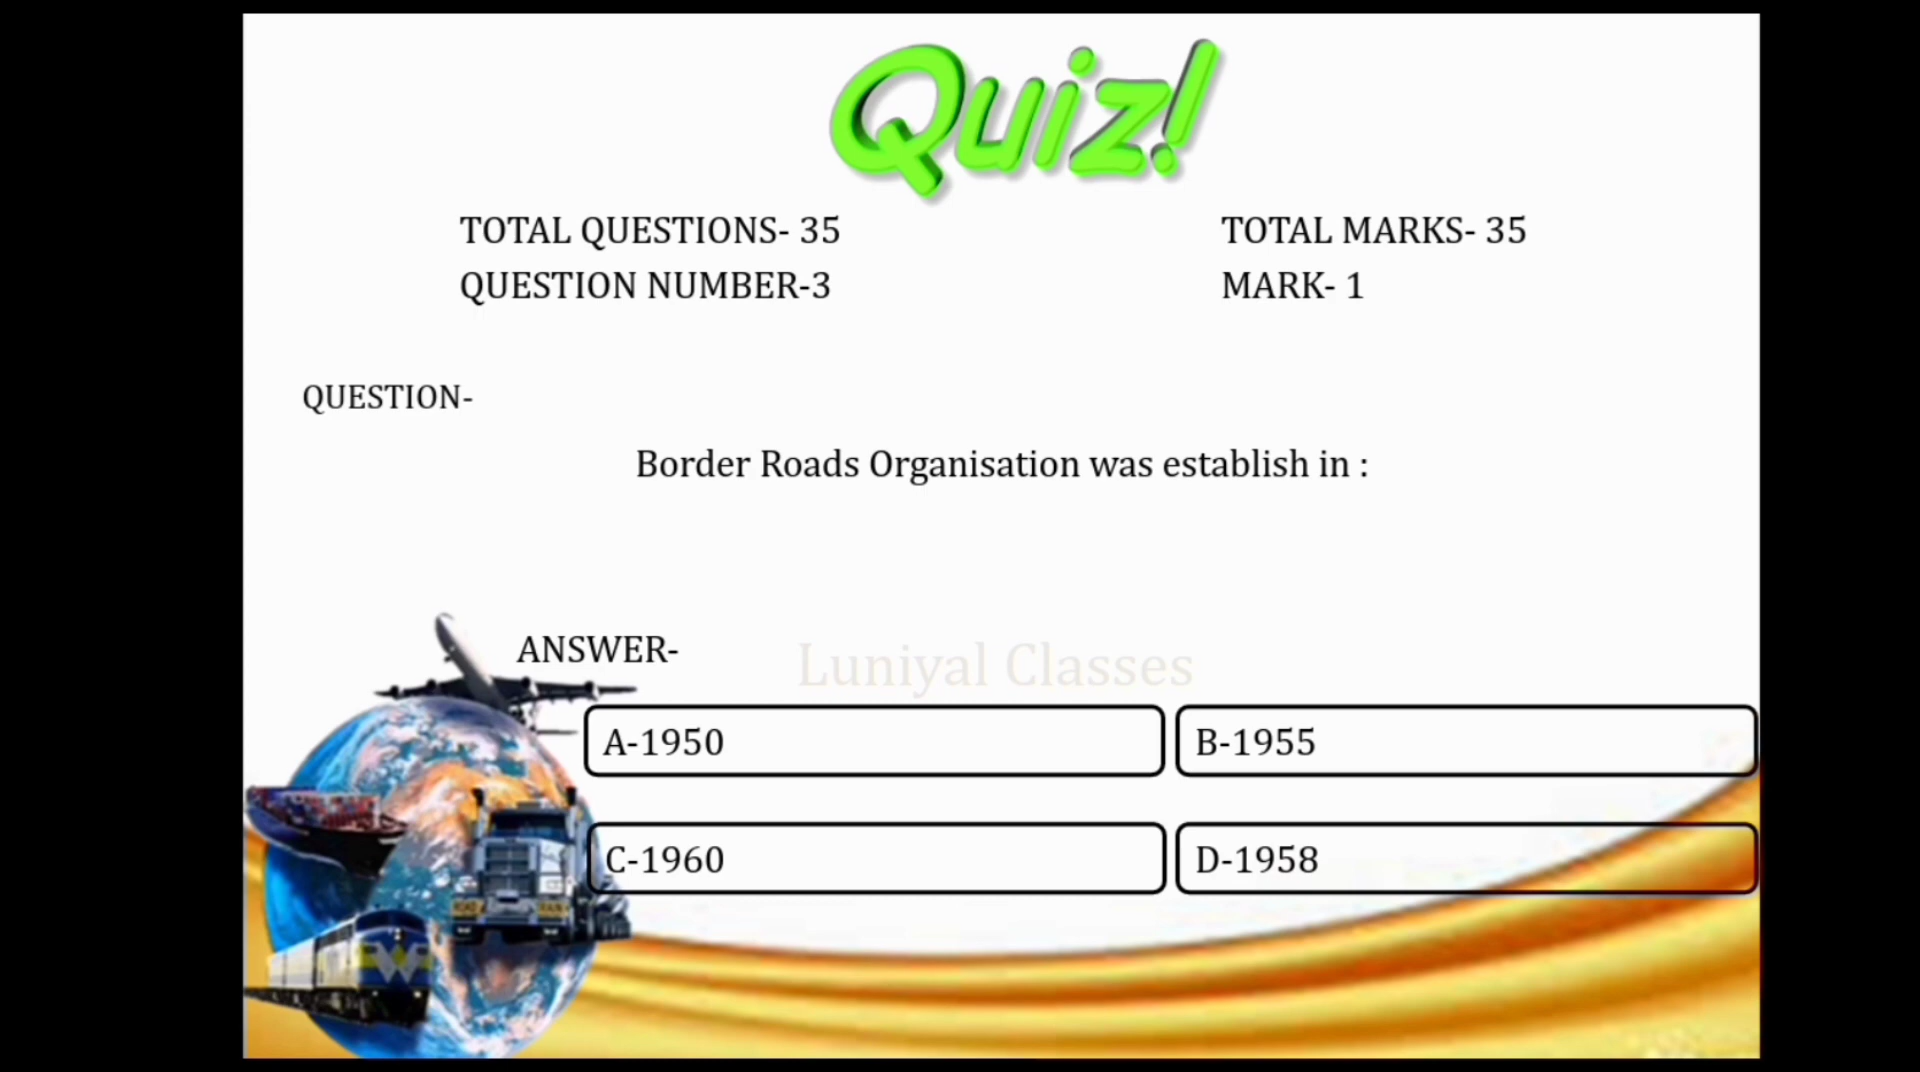 Quiz!
TOTAL QUESTIONS- 35
TOTAL MARKS- 35
QUESTION NUMBER-3
MARK- 1
QUESTION-
Border Roads Organisation was establish in :
ANSWER-
Luniyal Classes
A-1950
B-1955
C-1960
D-1958